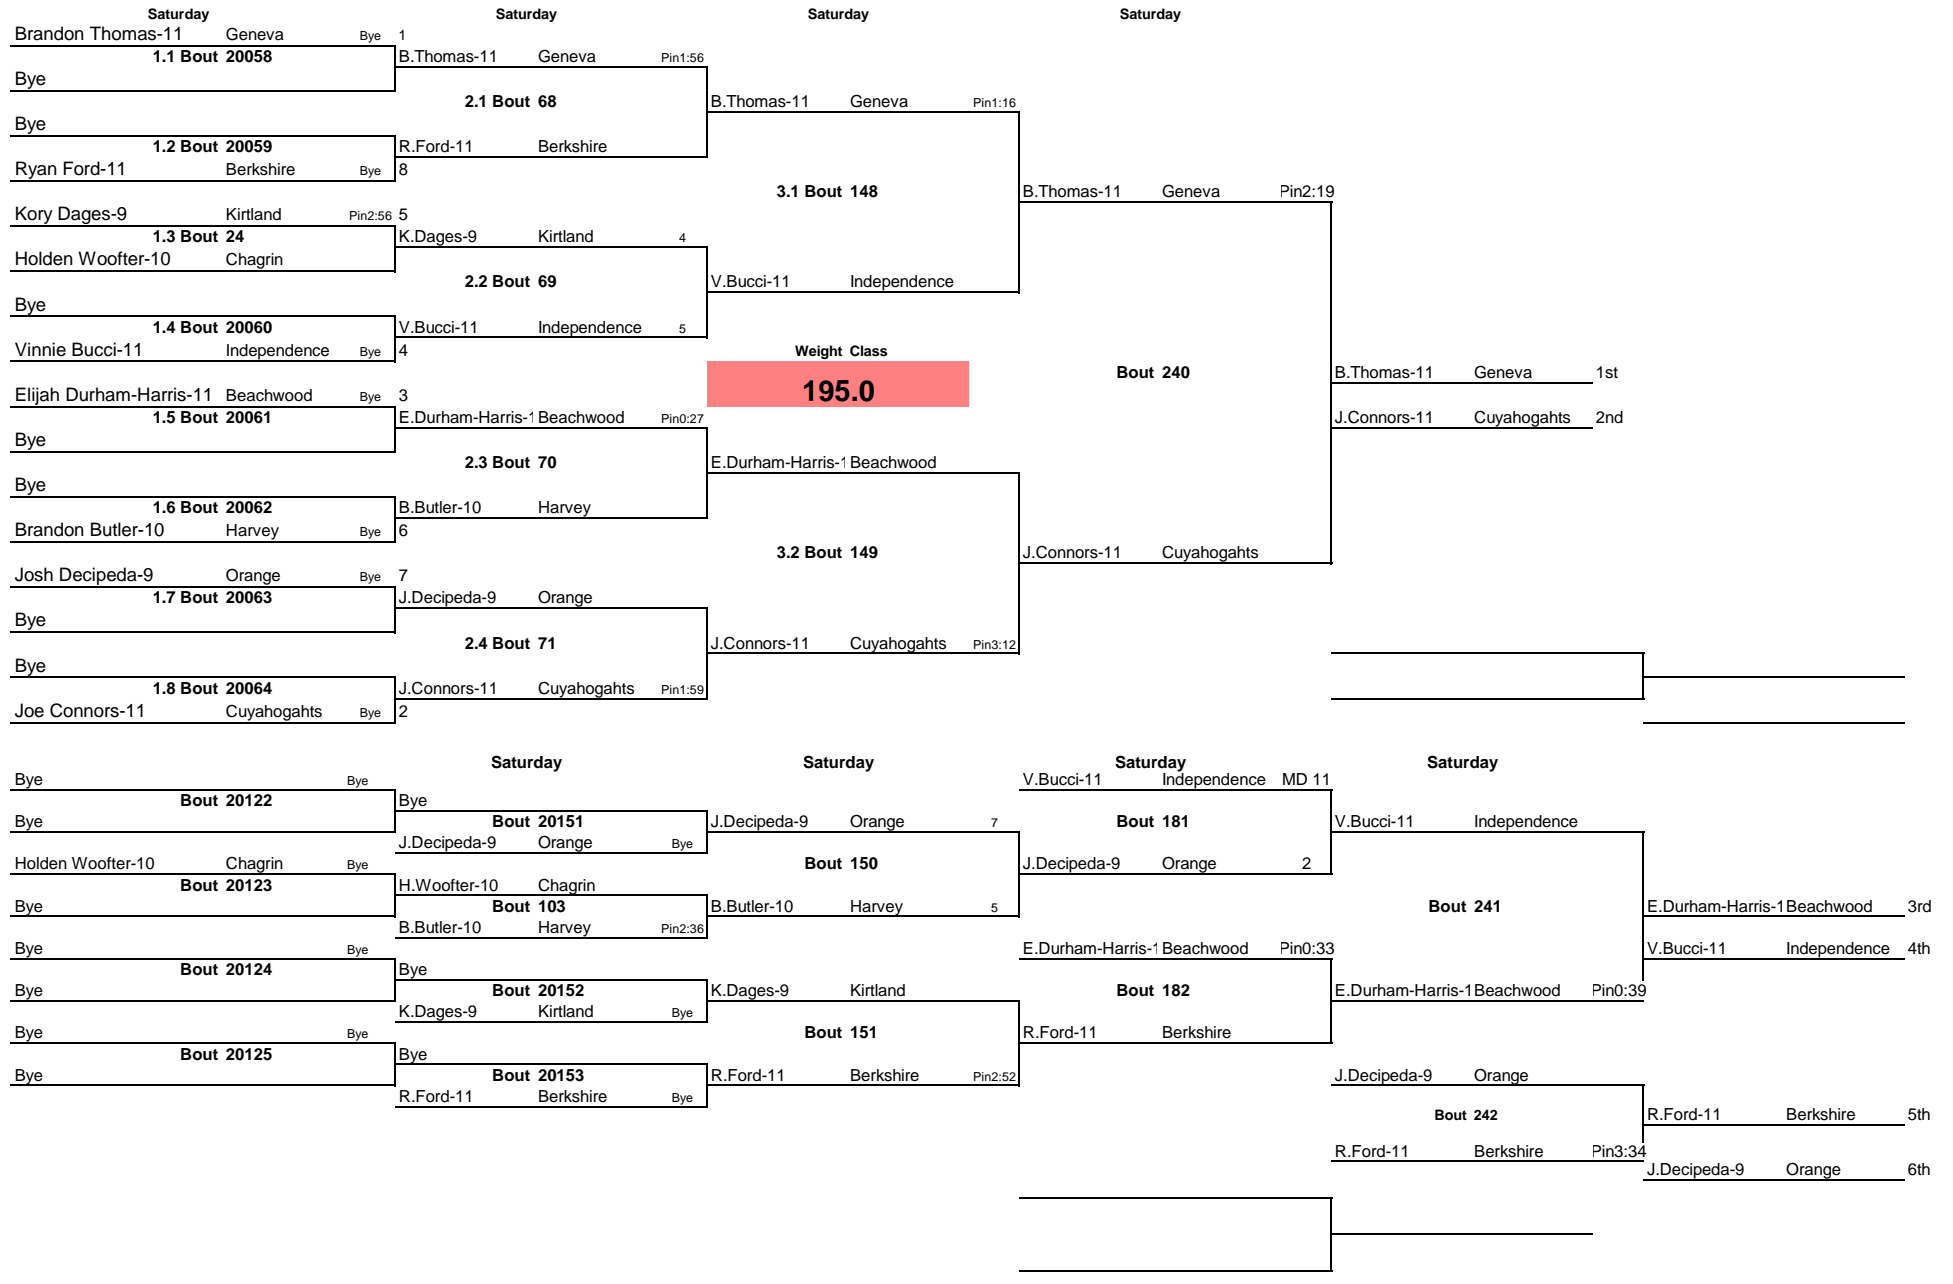 Saturday Saturday Saturday Saturday
Brandon Thomas-11 Geneva Bye 1
1.1 Bout 20058 B.Thomas-11 Geneva Pin1:56
Bye
2.1 Bout 68 B.Thomas-11 Geneva Pin1:16
Bye
1.2 Bout 20059 R.Ford-11 Berkshire
Ryan Ford-11 Berkshire Bye 8
3.1 Bout 148 B.Thomas-11 Geneva Pin2:19
Kory Dages-9 Kirtland Pin2:56 5
1.3 Bout 24 K.Dages-9 Kirtland 4
Holden Woofter-10 Chagrin
2.2 Bout 69 V.Bucci-11 Independence
Bye
1.4 Bout 20060 V.Bucci-11 Independence 5
Vinnie Bucci-11 Independence Bye 4 Weight Class
Bout 240 B.Thomas-11 Geneva 1st
Elijah Durham-Harris-11 Beachwood Bye 3 195.0
1.5 Bout 20061 E.Durham-Harris-1 Beachwood Pin0:27 J.Connors-11 Cuyahogahts 2nd
Bye
2.3 Bout 70 E.Durham-Harris-1 Beachwood
Bye
1.6 Bout 20062 B.Butler-10 Harvey
Brandon Butler-10 Harvey Bye 6
3.2 Bout 149 J.Connors-11 Cuyahogahts
Josh Decipeda-9 Orange Bye 7
1.7 Bout 20063 J.Decipeda-9 Orange
Bye
2.4 Bout 71 J.Connors-11 Cuyahogahts Pin3:12
Bye
1.8 Bout 20064 J.Connors-11 Cuyahogahts Pin1:59
Joe Connors-11 Cuyahogahts Bye 2
Saturday Saturday Saturday Saturday
Bye Bye V.Bucci-11 Independence MD 11
Bout 20122 Bye
Bye Bout 20151 J.Decipeda-9 Orange 7 Bout 181 V.Bucci-11 Independence
J.Decipeda-9 Orange Bye
Holden Woofter-10 Chagrin Bye Bout 150 J.Decipeda-9 Orange 2
Bout 20123 H.Woofter-10 Chagrin
Bye Bout 103 B.Butler-10 Harvey 5 Bout 241 E.Durham-Harris-1 Beachwood 3rd
B.Butler-10 Harvey Pin2:36
Bye Bye E.Durham-Harris-1 Beachwood Pin0:33 V.Bucci-11 Independence 4th
Bout 20124 Bye
Bye Bout 20152 K.Dages-9 Kirtland Bout 182 E.Durham-Harris-1 Beachwood Pin0:39
K.Dages-9 Kirtland Bye
Bye Bye Bout 151 R.Ford-11 Berkshire
Bout 20125 Bye
Bye Bout 20153 R.Ford-11 Berkshire Pin2:52 J.Decipeda-9 Orange
R.Ford-11 Berkshire Bye
Bout 242 R.Ford-11 Berkshire 5th
R.Ford-11 Berkshire Pin3:34
J.Decipeda-9 Orange 6th